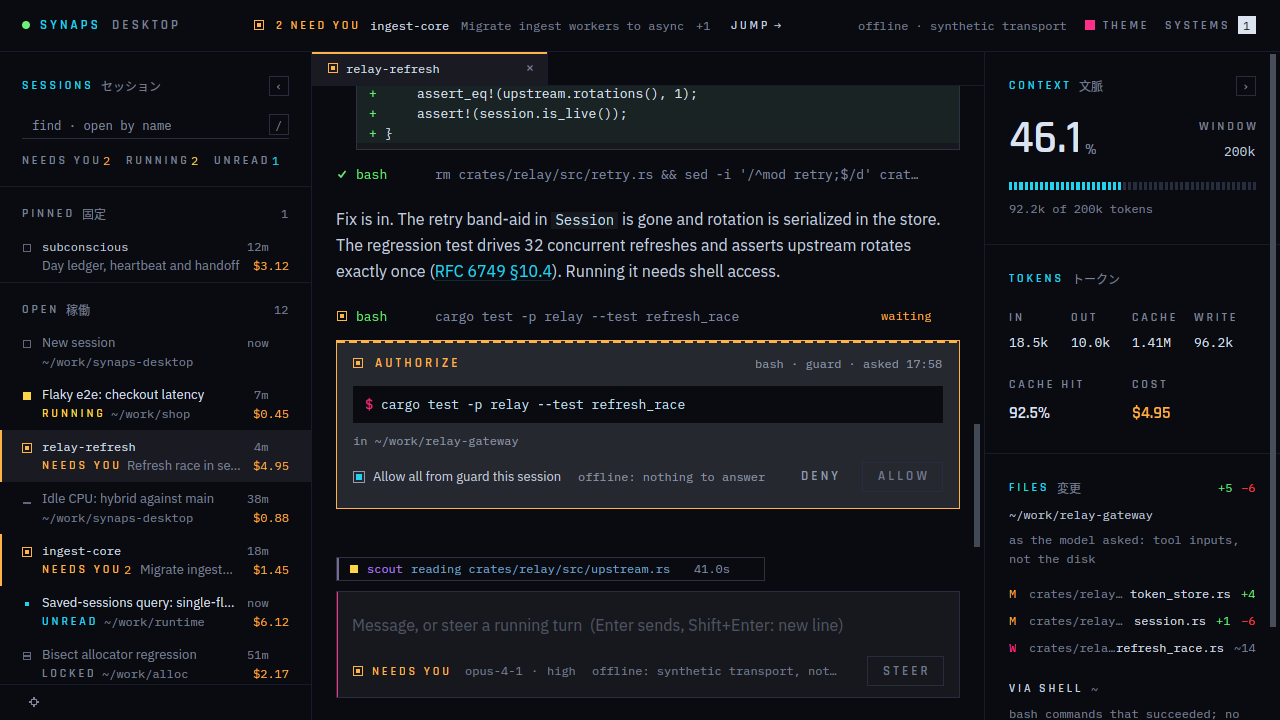 SYNAPS DESKTOP
2 NEED YOU ingest-core Migrate ingest workers to async +1 JUMP →
offline · synthetic transport THEME SYSTEMS 1
SESSIONS セッション ‹
find · open by name /
NEEDS YOU 2 RUNNING 2 UNREAD 1
PINNED 固定 1
subconscious 12m
Day ledger, heartbeat and handoff $3.12
OPEN 稼働 12
New session now
~/work/synaps-desktop
Flaky e2e: checkout latency 7m
RUNNING ~/work/shop $0.45
relay-refresh 4m
NEEDS YOU Refresh race in se… $4.95
Idle CPU: hybrid against main 38m
~/work/synaps-desktop $0.88
ingest-core 18m
NEEDS YOU 2 Migrate ingest… $1.45
Saved-sessions query: single-fl… now
UNREAD ~/work/runtime $6.12
Bisect allocator regression 51m
LOCKED ~/work/alloc $2.17
relay-refresh ×
+ assert_eq!(upstream.rotations(), 1);
+ assert!(session.is_live());
+ }
✓ bash rm crates/relay/src/retry.rs && sed -i '/^mod retry;$/d' crat…
Fix is in. The retry band-aid in Session is gone and rotation is serialized in the store.
The regression test drives 32 concurrent refreshes and asserts upstream rotates
exactly once (RFC 6749 §10.4). Running it needs shell access.
bash cargo test -p relay --test refresh_race waiting
AUTHORIZE bash · guard · asked 17:58
$ cargo test -p relay --test refresh_race
in ~/work/relay-gateway
Allow all from guard this session offline: nothing to answer DENY ALLOW
scout reading crates/relay/src/upstream.rs 41.0s
Message, or steer a running turn (Enter sends, Shift+Enter: new line)
NEEDS YOU opus-4-1 · high offline: synthetic transport, not… STEER
CONTEXT 文脈 ›
46.1% WINDOW
200k
92.2k of 200k tokens
TOKENS トークン
IN OUT CACHE WRITE
18.5k 10.0k 1.41M 96.2k
CACHE HIT COST
92.5% $4.95
FILES 変更 +5 −6
~/work/relay-gateway
as the model asked: tool inputs,
not the disk
M crates/relay… token_store.rs +4
M crates/relay… session.rs +1 −6
W crates/rela…refresh_race.rs ~14
VIA SHELL ~
bash commands that succeeded; no